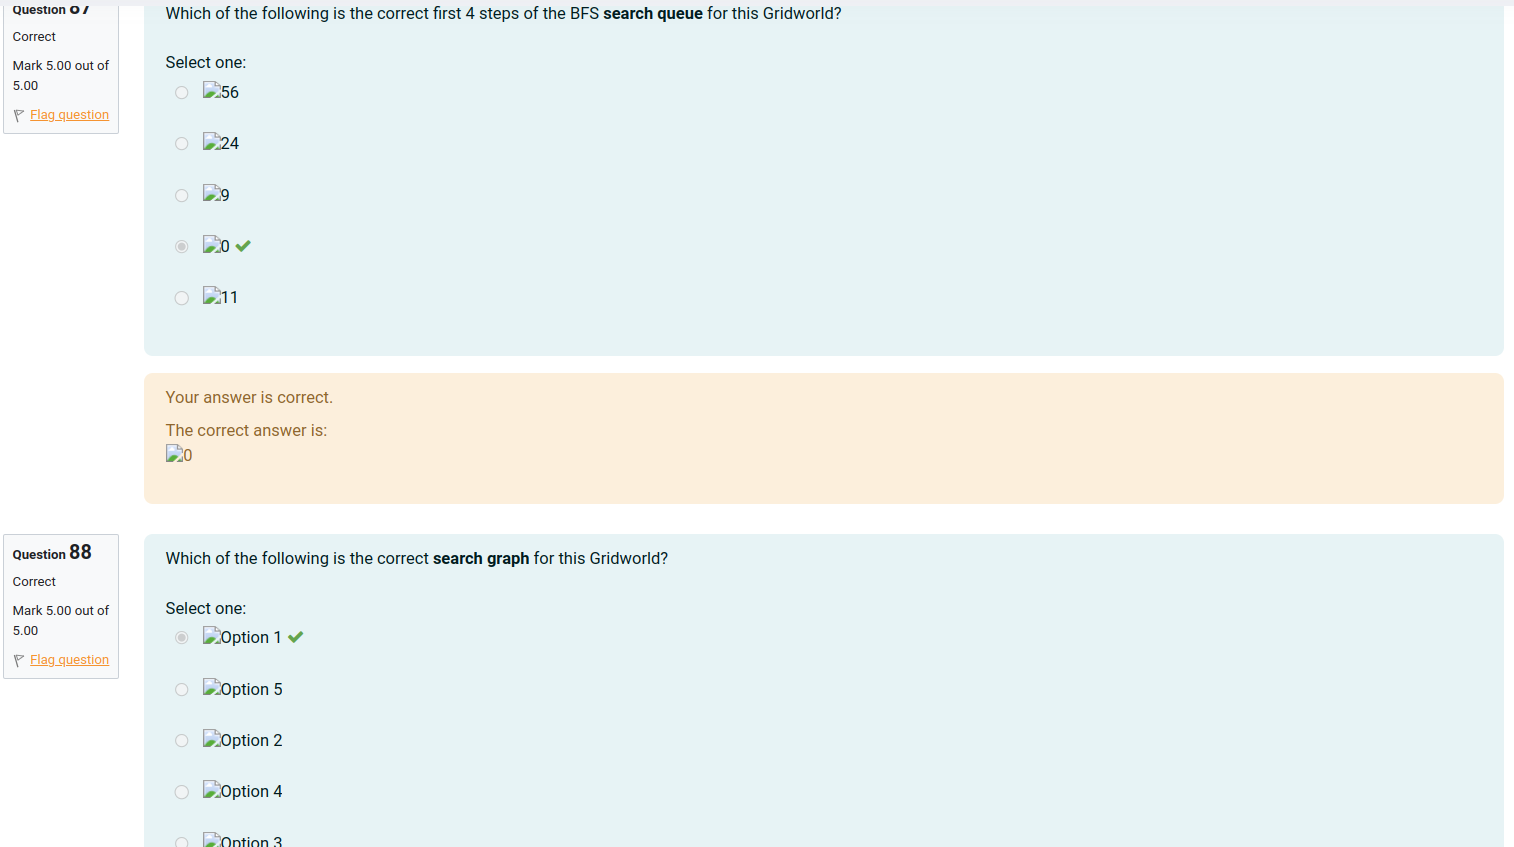 Question 87
Correct
Mark 5.00 out of
5.00
Flag question
Which of the following is the correct first 4 steps of the BFS search queue for this Gridworld?
Select one:
56
24
9
0
11
Your answer is correct.
The correct answer is:
0
Question 88
Correct
Mark 5.00 out of
5.00
Flag question
Which of the following is the correct search graph for this Gridworld?
Select one:
Option 1
Option 5
Option 2
Option 4
Option 3